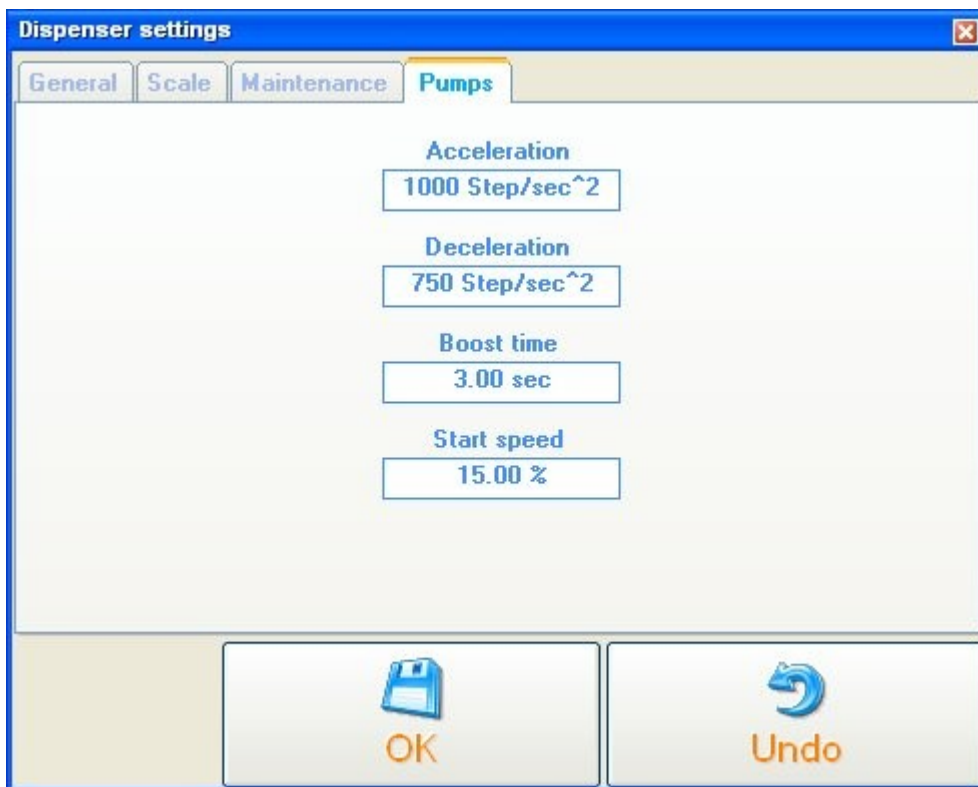 Dispenser settings
General Scale Maintenance Pumps
Acceleration
1000 Step/sec^2
Deceleration
750 Step/sec^2
Boost time
3.00 sec
Start speed
15.00 %
OK Undo